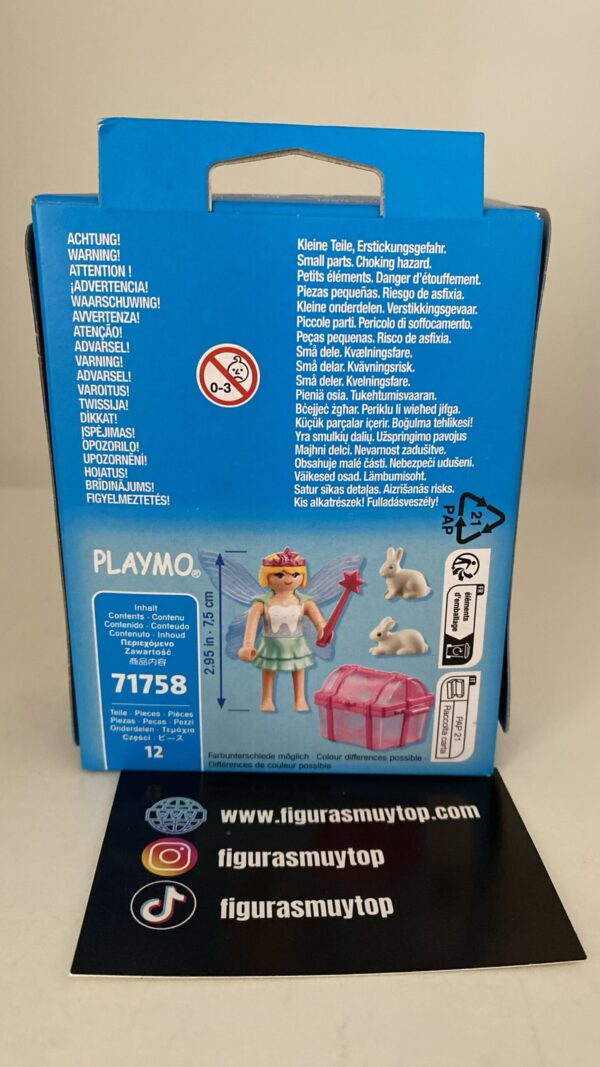 ACHTUNG!
WARNING!
ATTENTION !
¡ADVERTENCIA!
WAARSCHUWING!
AVVERTENZA!
ATENÇÃO!
ADVARSEL!
VARNING!
ADVARSEL!
VAROITUS!
TWISSIJA!
DİKKAT!
ĮSPĖJIMAS!
OPOZORILO!
UPOZORNĚNÍ!
HOIATUS!
BRĪDINĀJUMS!
FIGYELMEZTETÉS!
Kleine Teile, Erstickungsgefahr.
Small parts. Choking hazard.
Petits éléments. Danger d'étouffement.
Piezas pequeñas. Riesgo de asfixia.
Kleine onderdelen. Verstikkingsgevaar.
Piccole parti. Pericolo di soffocamento.
Peças pequenas. Risco de asfixia.
Små dele. Kvælningsfare.
Små delar. Kvävningsrisk.
Små deler. Kvelningsfare.
Pieniä osia. Tukehtumisvaaran.
Bċejjeċ żgħar. Periklu li wieħed jifga.
Küçük parçalar içerir. Boğulma tehlikesi!
Yra smulkių dalių. Užspringimo pavojus
Majhni delci. Nevarnost zadušitve.
Obsahuje malé části. Nebezpečí udušení.
Väikesed osad. Lämbumisoht.
Satur sīkas detaļas. Aizrīšanās risks.
Kis alkatrészek! Fulladásveszély!
0-3
21
PAP
PLAYMO®
Inhalt
Contents · Contenu
Contenido · Conteúdo
Contenuto · Inhoud
Περιεχόμενο
Zawartość
商品内容
71758
Teile · Pieces · Pièces
Piezas · Peças · Pezzi
Onderdelen · Τεμάχια
Części · ピース
12
2.95 in · 7,5 cm
FR
éléments
d'emballage
PAP 21
Raccolta carta
Farbunterschiede möglich · Colour differences possible ·
Différences de couleur possible
www.figurasmuytop.com
figurasmuytop
figurasmuytop